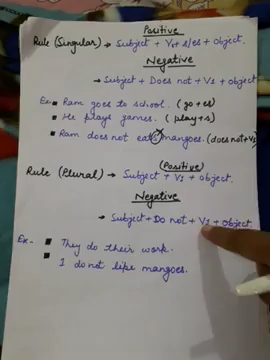 Positive
Rule (Singular) → Subject + V1+ s/es + object.
Negative
→ Subject + Does not + V1 + object
Ex- ▪ Ram goes to school. (go + es)
▪ He plays games. (play+s)
▪ Ram does not eats mangoes. (does not+V1)
Rule (Plural) → (Positive)
Subject + V1 + object.
Negative
→ Subject + Do not + V1 + object
Ex- ▪ They do their work.
▪ I do not like mangoes.